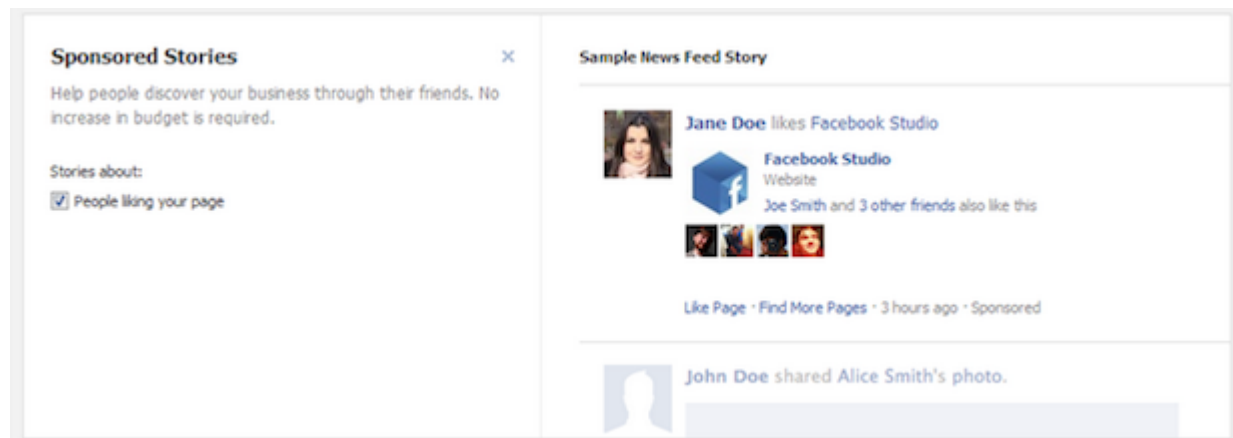 Sponsored Stories
Help people discover your business through their friends. No
increase in budget is required.
Stories about:
People liking your page
Sample News Feed Story
Jane Doe likes Facebook Studio
Facebook Studio
Website
Joe Smith and 3 other friends also like this
Like Page · Find More Pages · 3 hours ago · Sponsored
John Doe shared Alice Smith's photo.